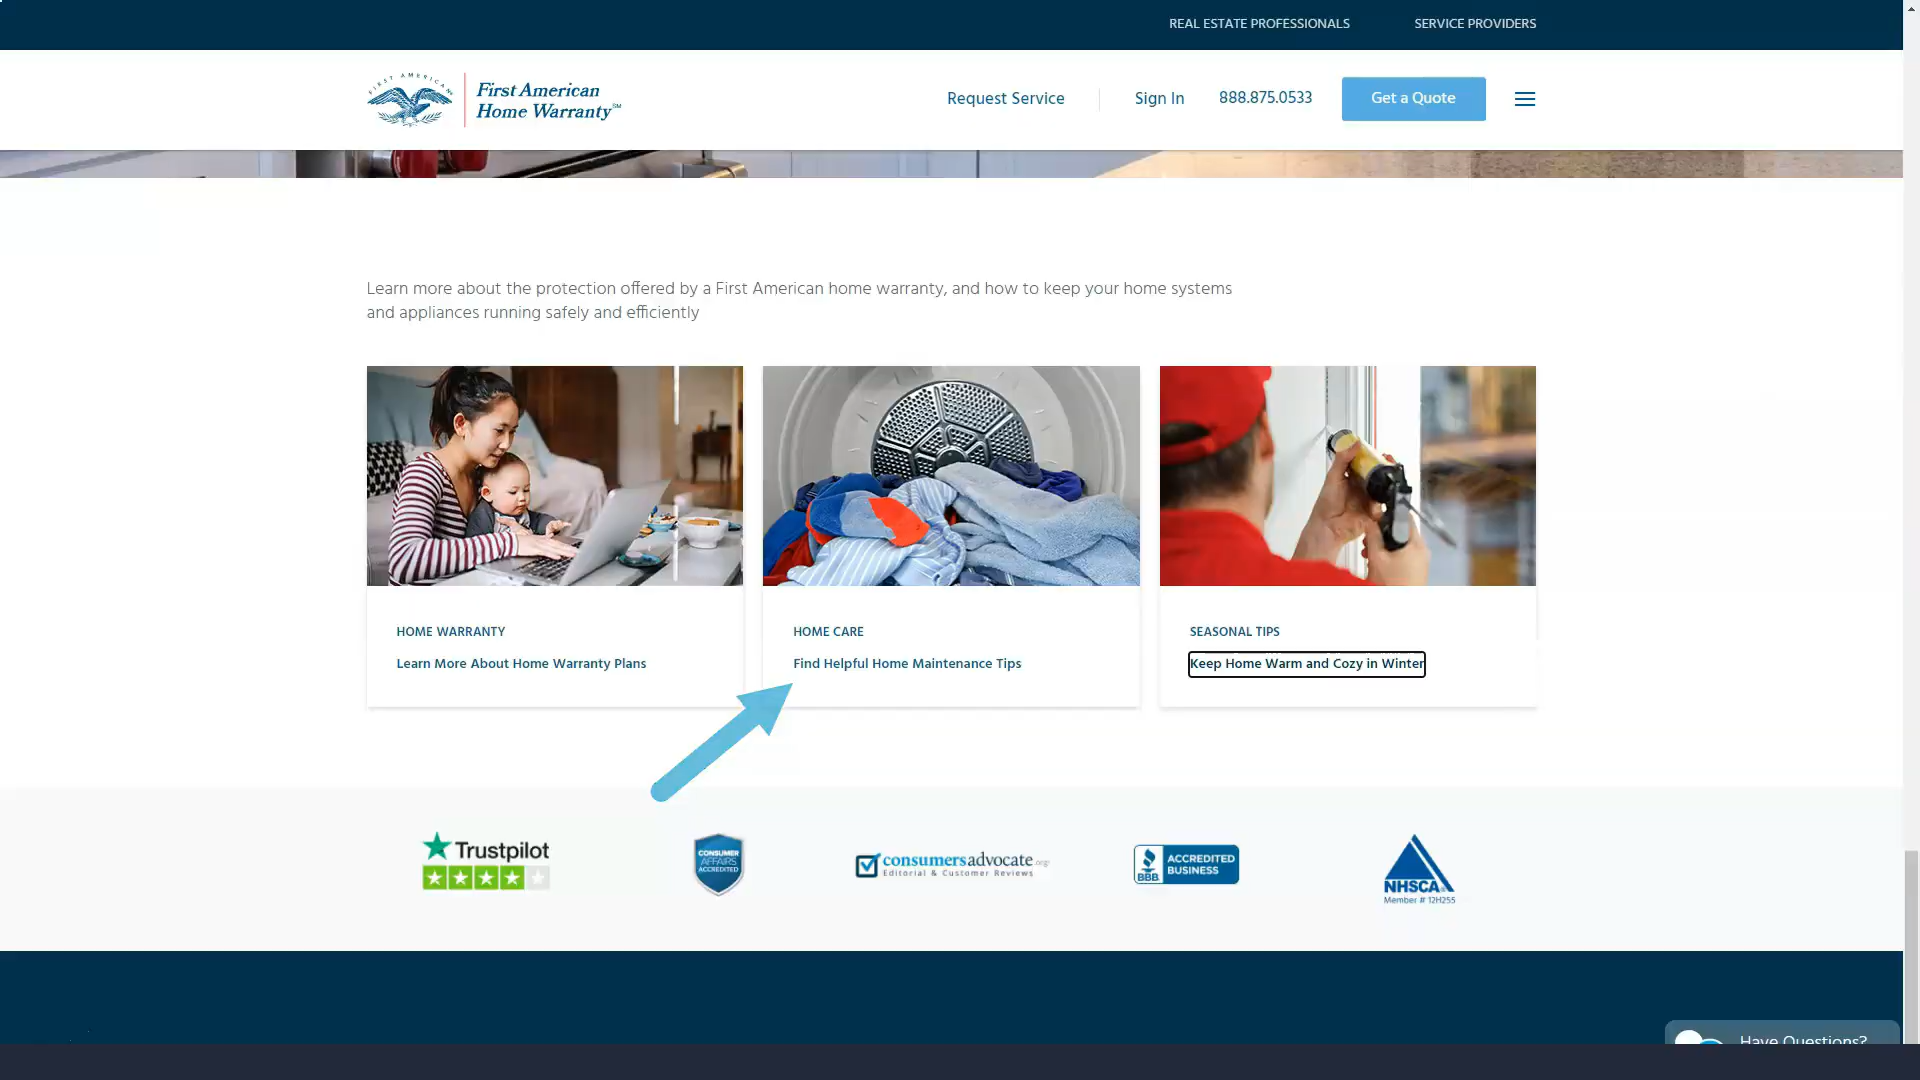 REAL ESTATE PROFESSIONALS
SERVICE PROVIDERS
FIRST AMERICAN
First American
Home Warranty℠
Request Service
Sign In
888.875.0533
Get a Quote
Learn more about the protection offered by a First American home warranty, and how to keep your home systems
and appliances running safely and efficiently
HOME WARRANTY
Learn More About Home Warranty Plans
HOME CARE
Find Helpful Home Maintenance Tips
SEASONAL TIPS
Keep Home Warm and Cozy in Winter
Trustpilot
CONSUMER
AFFAIRS
ACCREDITED
consumersadvocate.org
Editorial & Customer Reviews
BBB.
ACCREDITED
BUSINESS
NHSCA
Member # 12H255
Have Questions?